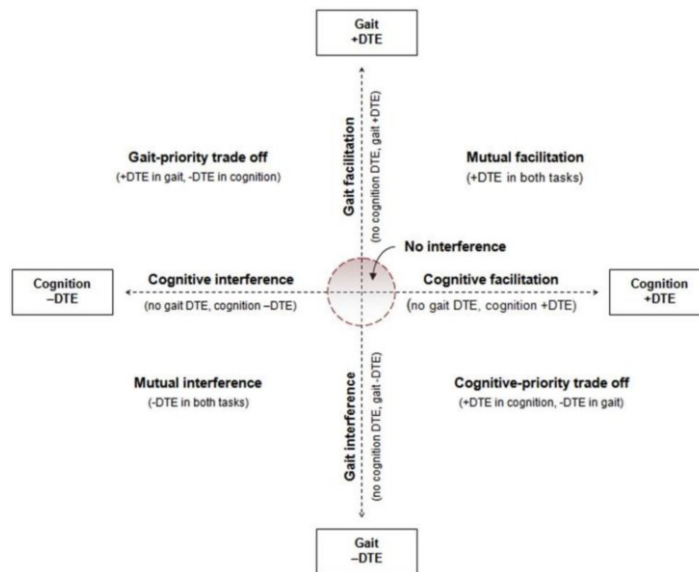 Gait
+DTE
Gait-priority trade off
(+DTE in gait, -DTE in cognition)
Gait facilitation
(no cognition DTE, gait +DTE)
Mutual facilitation
(+DTE in both tasks)
No interference
Cognition
–DTE
Cognitive interference
(no gait DTE, cognition –DTE)
Cognitive facilitation
(no gait DTE, cognition +DTE)
Cognition
+DTE
Mutual interference
(-DTE in both tasks)
Gait interference
(no cognition DTE, gait -DTE)
Cognitive-priority trade off
(+DTE in cognition, -DTE in gait)
Gait
–DTE